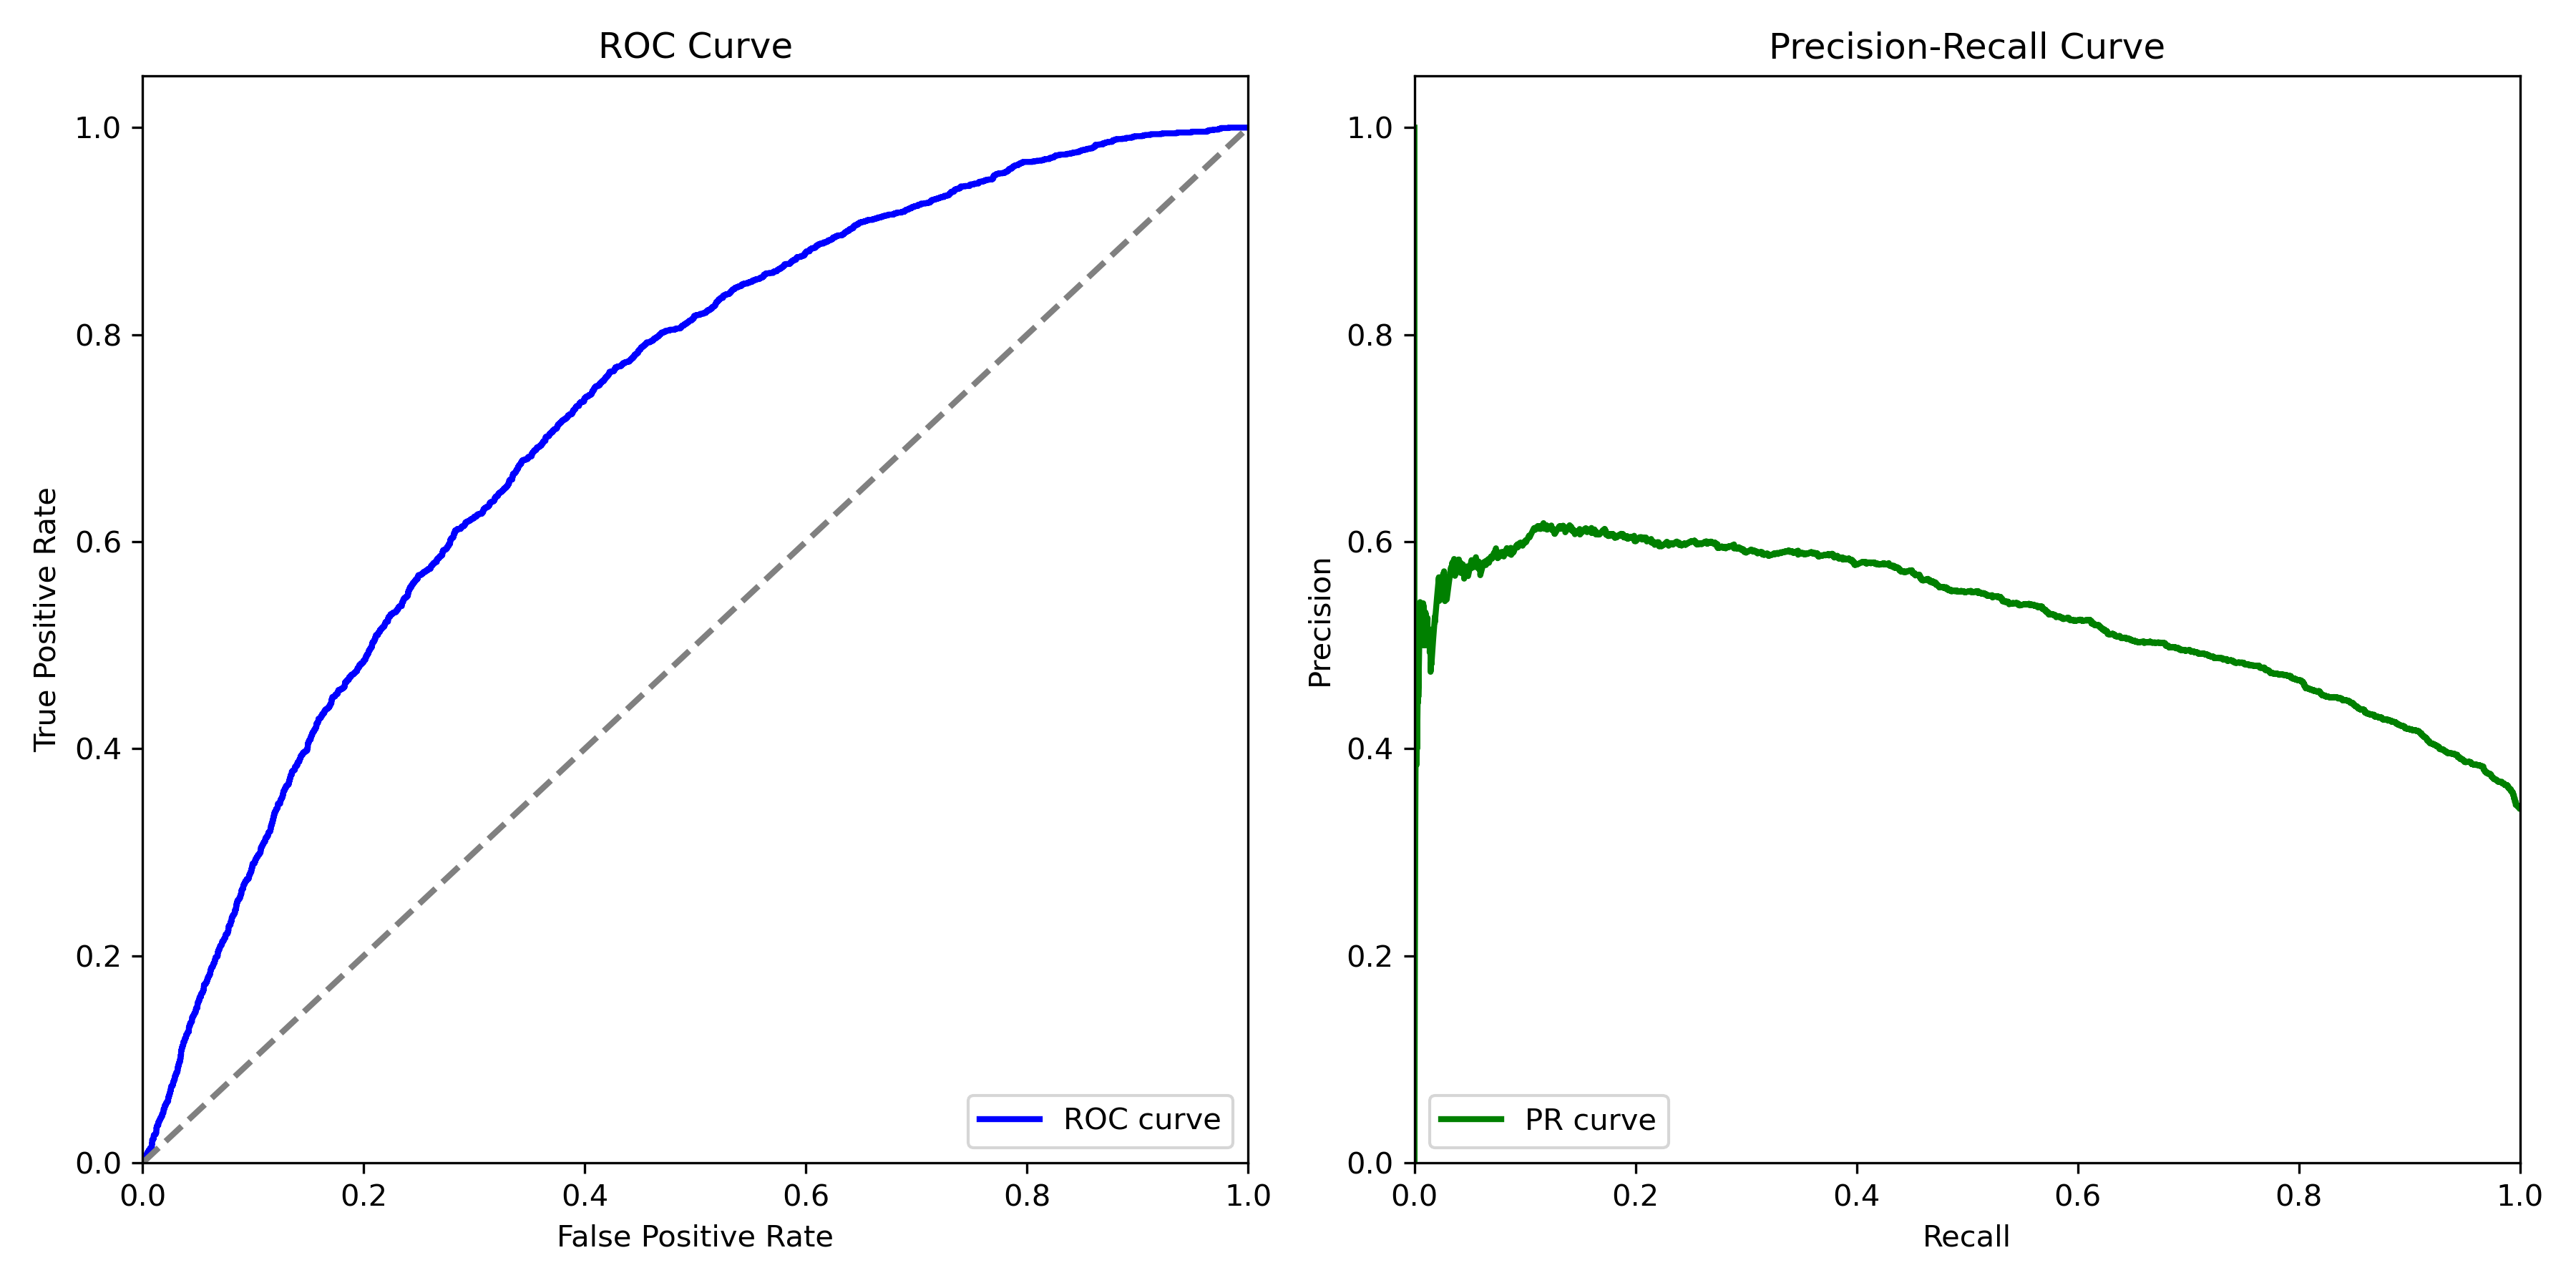 ROC Curve
1.0
0.8
0.6
0.4
0.2
0.0
True Positive Rate
0.0 0.2 0.4 0.6 0.8 1.0
False Positive Rate
ROC curve
Precision-Recall Curve
1.0
0.8
0.6
0.4
0.2
0.0
Precision
0.0 0.2 0.4 0.6 0.8 1.0
Recall
PR curve